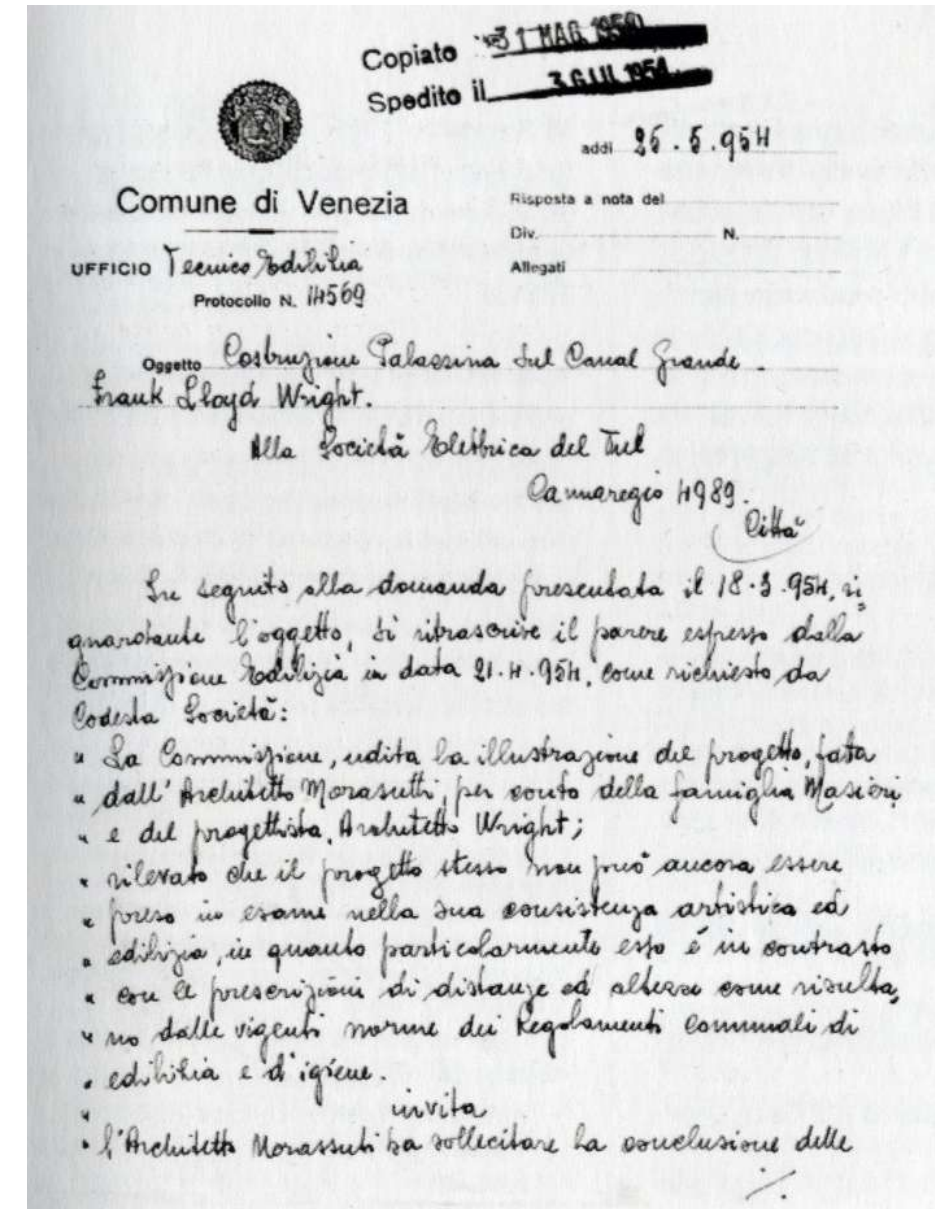 Copiato 31 MAG. 1954
Spedito il 3 GIU. 1954
addì 26.5.954
Comune di Venezia
Risposta a nota del
Div. N.
UFFICIO Tecnico Edilizia
Allegati
Protocollo N. 14569
Oggetto Costruzione Palazzina sul Canal Grande.
Frank Lloyd Wright.
Alla Società Elettrica del
Cannaregio 4989.
Città
In seguito alla domanda presentata il 18.3.954, ri=
guardante l'oggetto, si ritrascrive il parere espresso dalla
Commissione Edilizia in data 21.4.954, come richiesto da
Codesta Società:
" La Commissione, udita la illustrazione del progetto, fatta
" dall'Architetto Morasutti, per conto della famiglia Masieri
" e del progettista, Architetto Wright;
" rilevato che il progetto stesso non può ancora essere
" preso in esame nella sua consistenza artistica ed
" edilizia, in quanto particolarmente esso è in contrasto
" con le prescrizioni di distanze ed altezze come risulta=
" no dalle vigenti norme dei Regolamenti Comunali di
" edilizia e d'igiene.
" invita
" l'Architetto Morassuti a sollecitare la conclusione delle
./.